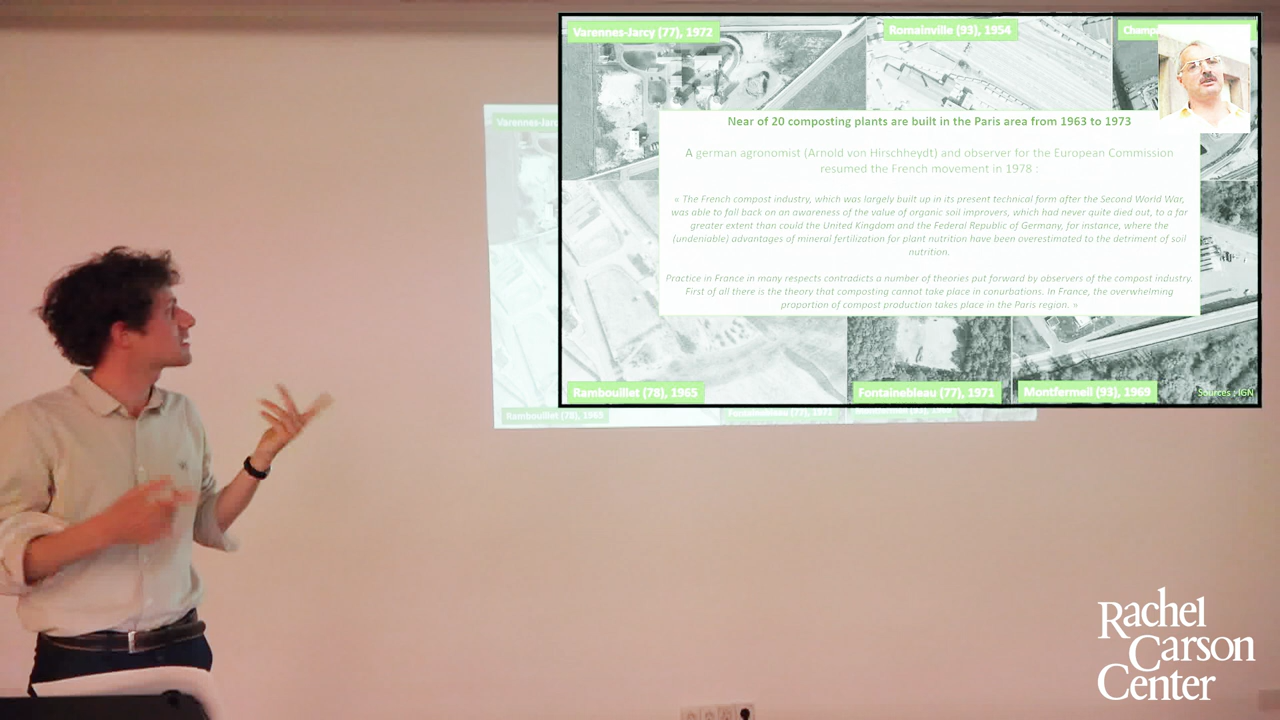 Varennes-Jarcy (77), 1972
Romainville (93), 1954
Near of 20 composting plants are built in the Paris area from 1963 to 1973
A german agronomist (Arnold von Hirschheydt) and observer for the European Commission
resumed the French movement in 1978 :
« The French compost industry, which was largely built up in its present technical form after the Second World War,
was able to fall back on an awareness of the value of organic soil improvers, which had never quite died out, to a far
greater extent than could the United Kingdom and the Federal Republic of Germany, for instance, where the
(undeniable) advantages of mineral fertilization for plant nutrition have been overestimated to the detriment of soil
nutrition.
Practice in France in many respects contradicts a number of theories put forward by observers of the compost industry.
First of all there is the theory that composting cannot take place in conurbations. In France, the overwhelming
proportion of compost production takes place in the Paris region. »
Rambouillet (78), 1965
Fontainebleau (77), 1971
Montfermeil (93), 1969
Sources : IGN
Varennes-Jarc
Rambouillet (78), 1965
Fontainebleau (77), 1971
Rachel
Carson
Center